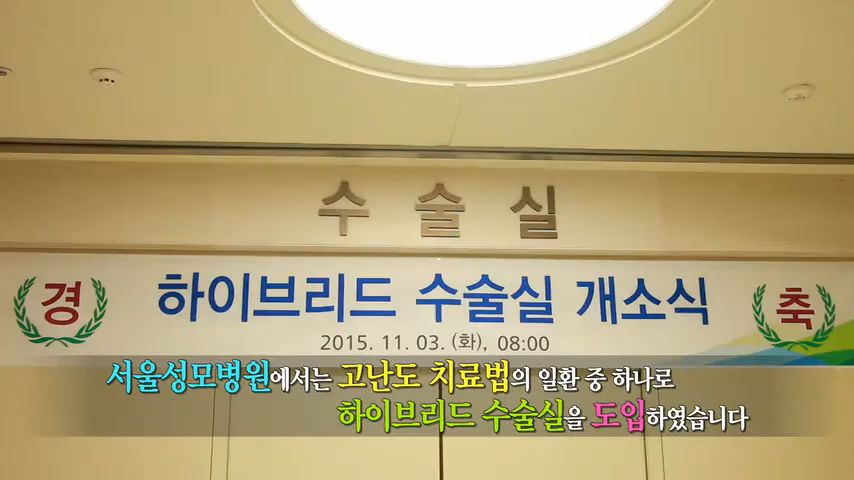 수술실
경 하이브리드 수술실 개소식 축
2015. 11. 03. (화), 08:00
서울성모병원에서는 고난도 치료법의 일환 중 하나로
하이브리드 수술실을 도입하였습니다